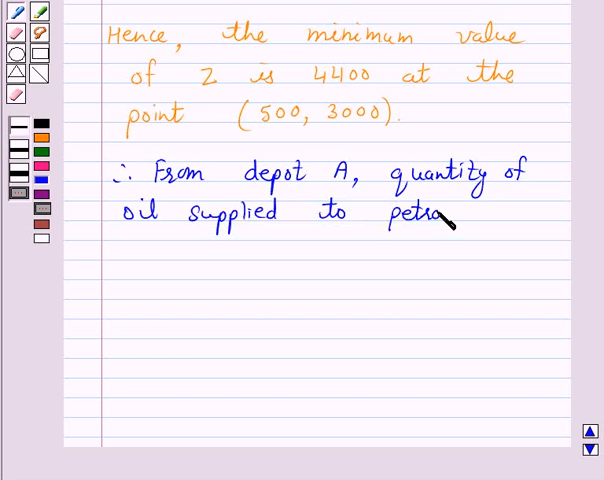 Hence, the minimum value
of Z is 4400 at the
point (500, 3000).
∴ From depot A, quantity of
oil supplied to petro